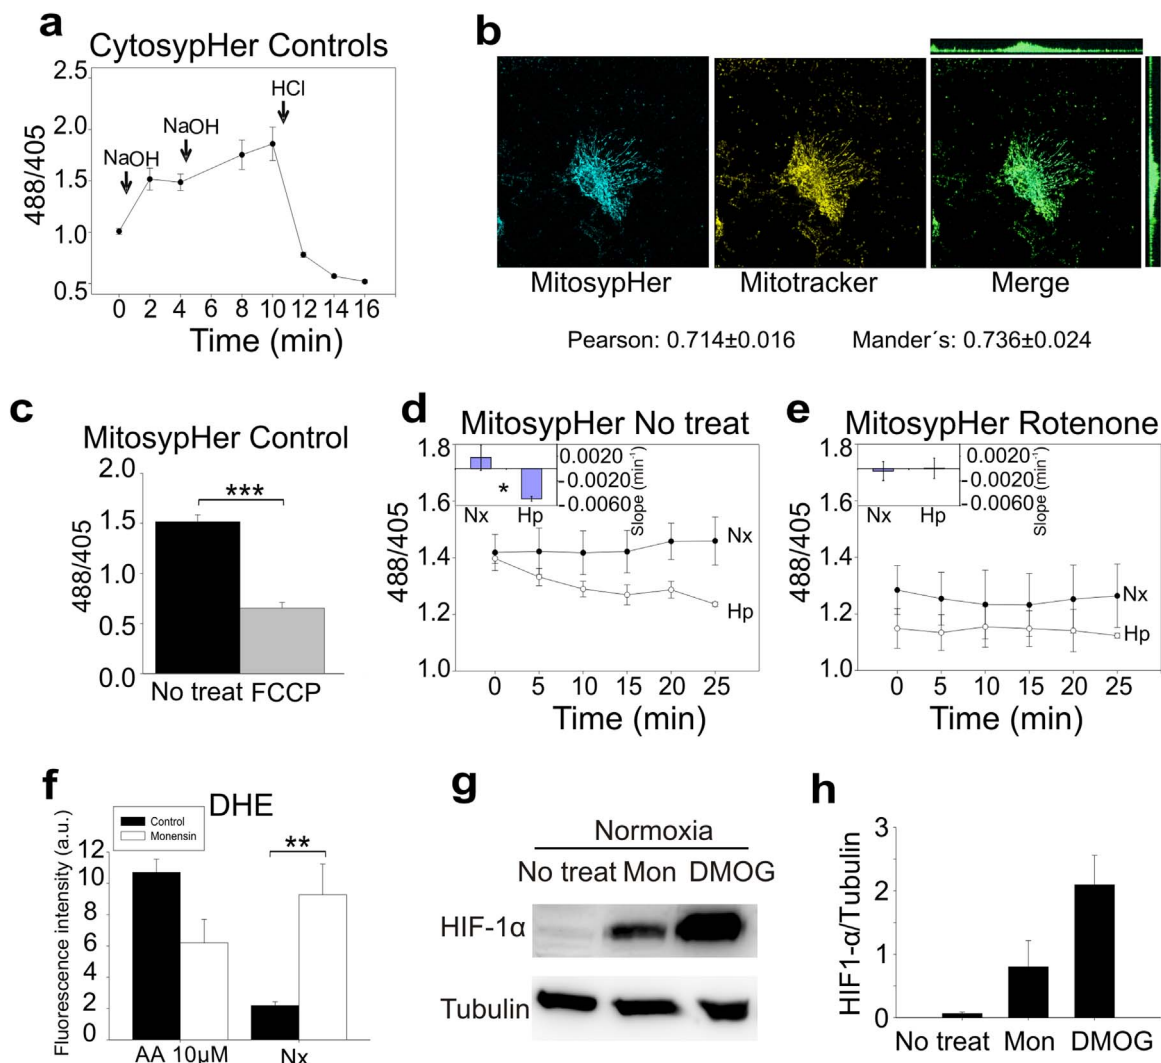 a
CytosypHer Controls
488/405
2.5
2.0
1.5
1.0
0.5
NaOH
NaOH
HCl
0 2 4 6 8 10 12 14 16
Time (min)
b
MitosypHer
Mitotracker
Merge
Pearson: 0.714±0.016
Mander´s: 0.736±0.024
c
MitosypHer Control
488/405
2.0
1.5
1.0
0.5
0.0
***
No treat FCCP
d
MitosypHer No treat
488/405
1.8
1.6
1.4
1.2
1.0
0.0020
-0.0020
-0.0060
Slope (min⁻¹)
*
Nx
Hp
Nx
Hp
0 5 10 15 20 25
Time (min)
e
MitosypHer Rotenone
488/405
1.8
1.6
1.4
1.2
1.0
0.0020
-0.0020
-0.0060
Slope (min⁻¹)
Nx
Hp
Nx
Hp
0 5 10 15 20 25
Time (min)
f
DHE
Control
Monensin
Fluorescence intensity (a.u.)
12
10
8
6
4
2
0
**
AA 10µM
Nx
g
Normoxia
No treat Mon DMOG
HIF-1α
Tubulin
h
HIF1-α/Tubulin
3
2
1
0
No treat Mon DMOG